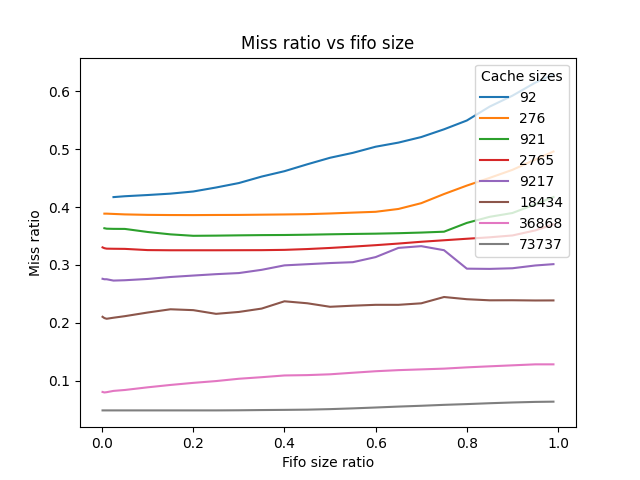 Miss ratio vs fifo size
Miss ratio
0.6
0.5
0.4
0.3
0.2
0.1
Cache sizes
92
276
921
2765
9217
18434
36868
73737
0.0 0.2 0.4 0.6 0.8 1.0
Fifo size ratio